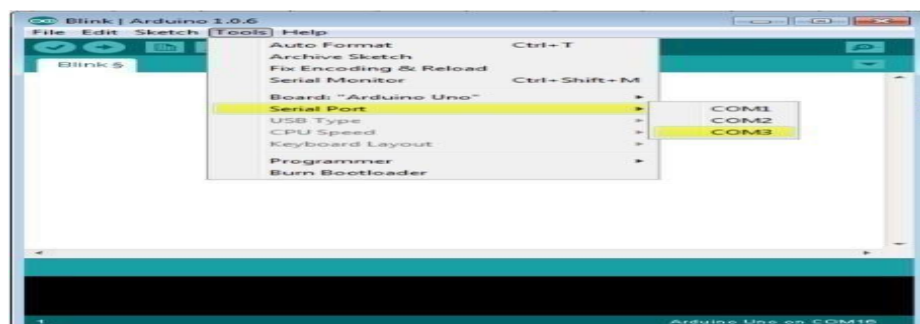 Blink | Arduino 1.0.6
File Edit Sketch Tools Help
Blink §
Auto Format Ctrl+T
Archive Sketch
Fix Encoding & Reload
Serial Monitor Ctrl+Shift+M
Board: "Arduino Uno"
Serial Port
USB Type
CPU Speed
Keyboard Layout
Programmer
Burn Bootloader
COM1
COM2
COM3
1 Arduino Uno on COM16